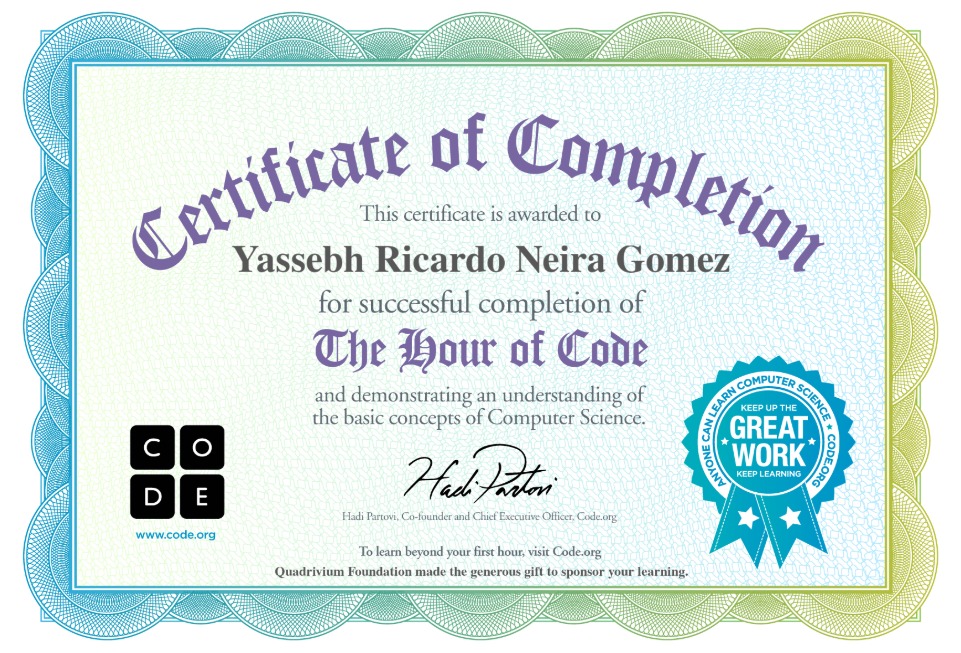 Certificate of Completion
This certificate is awarded to
Yassebh Ricardo Neira Gomez
for successful completion of
The Hour of Code
and demonstrating an understanding of
the basic concepts of Computer Science.
C O
D E
www.code.org
Hadi Partovi
Hadi Partovi, Co-founder and Chief Executive Officer, Code.org
To learn beyond your first hour, visit Code.org
Quadrivium Foundation made the generous gift to sponsor your learning.
ANYONE CAN LEARN COMPUTER SCIENCE ★ CODE.ORG
KEEP UP THE
GREAT
WORK
KEEP LEARNING